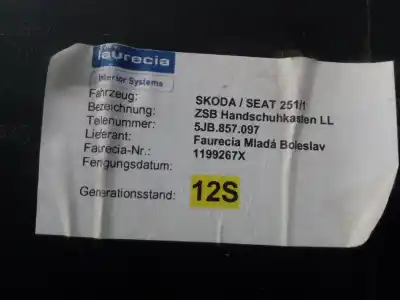 faurecia
Interior Systems
Fahrzeug: SKODA / SEAT 251/1
Bezeichnung: ZSB Handschuhkasten LL
Teilenummer: 5JB.857.097
Lieferant: Faurecia Mladá Boleslav
Faurecia-Nr.: 1199267X
Fertigungsdatum:
Generationsstand: 12S